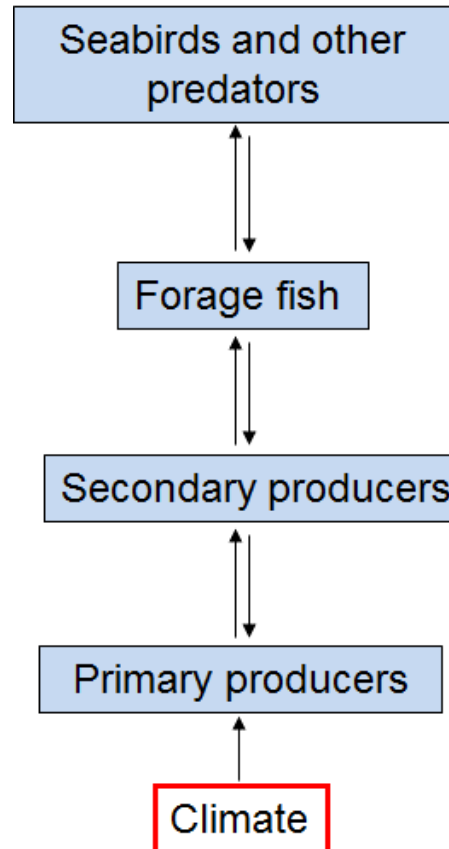 Seabirds and other
predators
Forage fish
Secondary producers
Primary producers
Climate